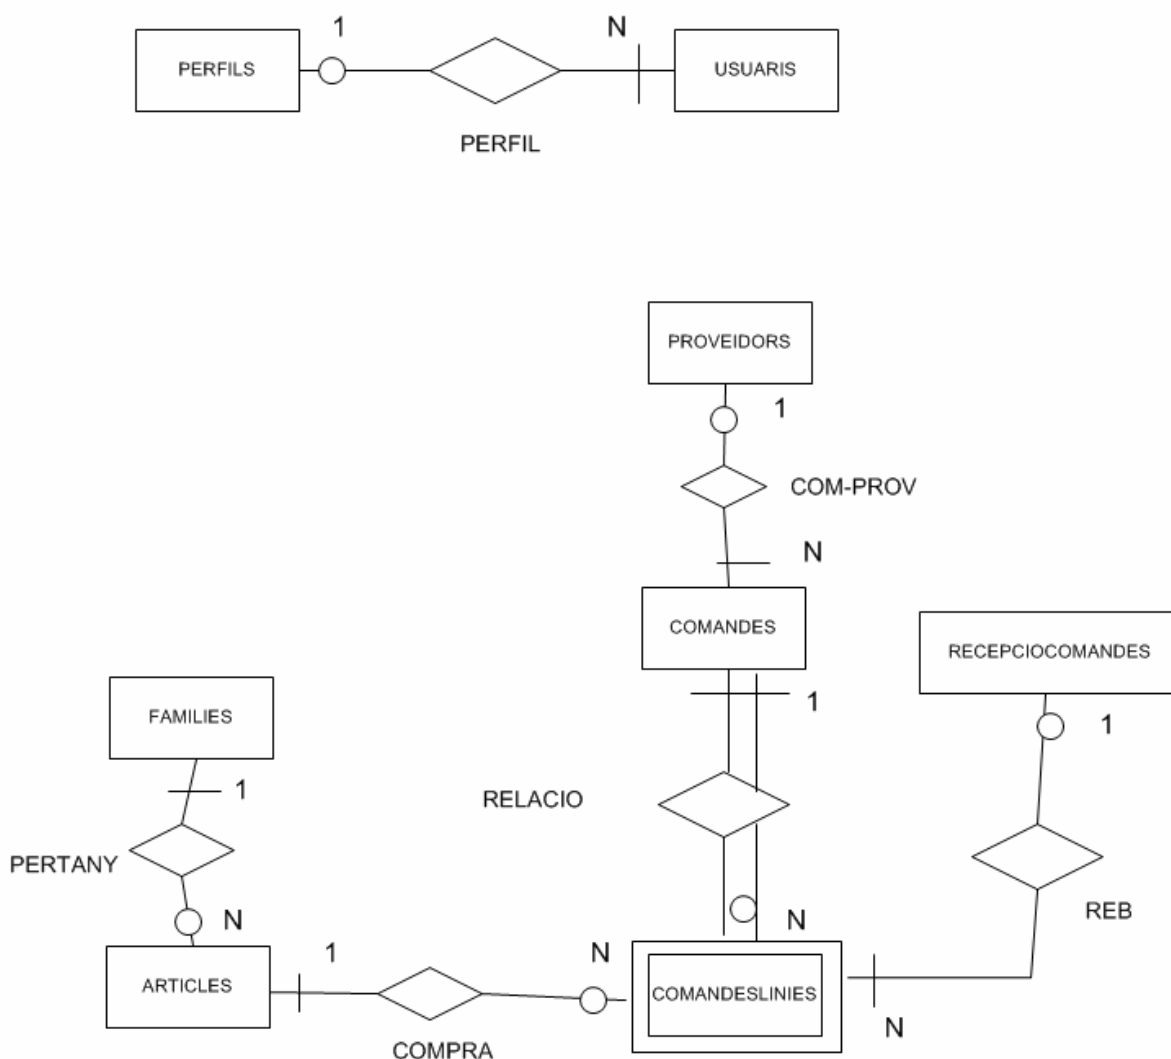 1
N
PERFILS
USUARIS
PERFIL
PROVEIDORS
1
COM-PROV
N
COMANDES
RECEPCIOCOMANDES
1
1
FAMILIES
1
RELACIO
PERTANY
REB
N
N
1
N
ARTICLES
COMANDESLINIES
N
COMPRA